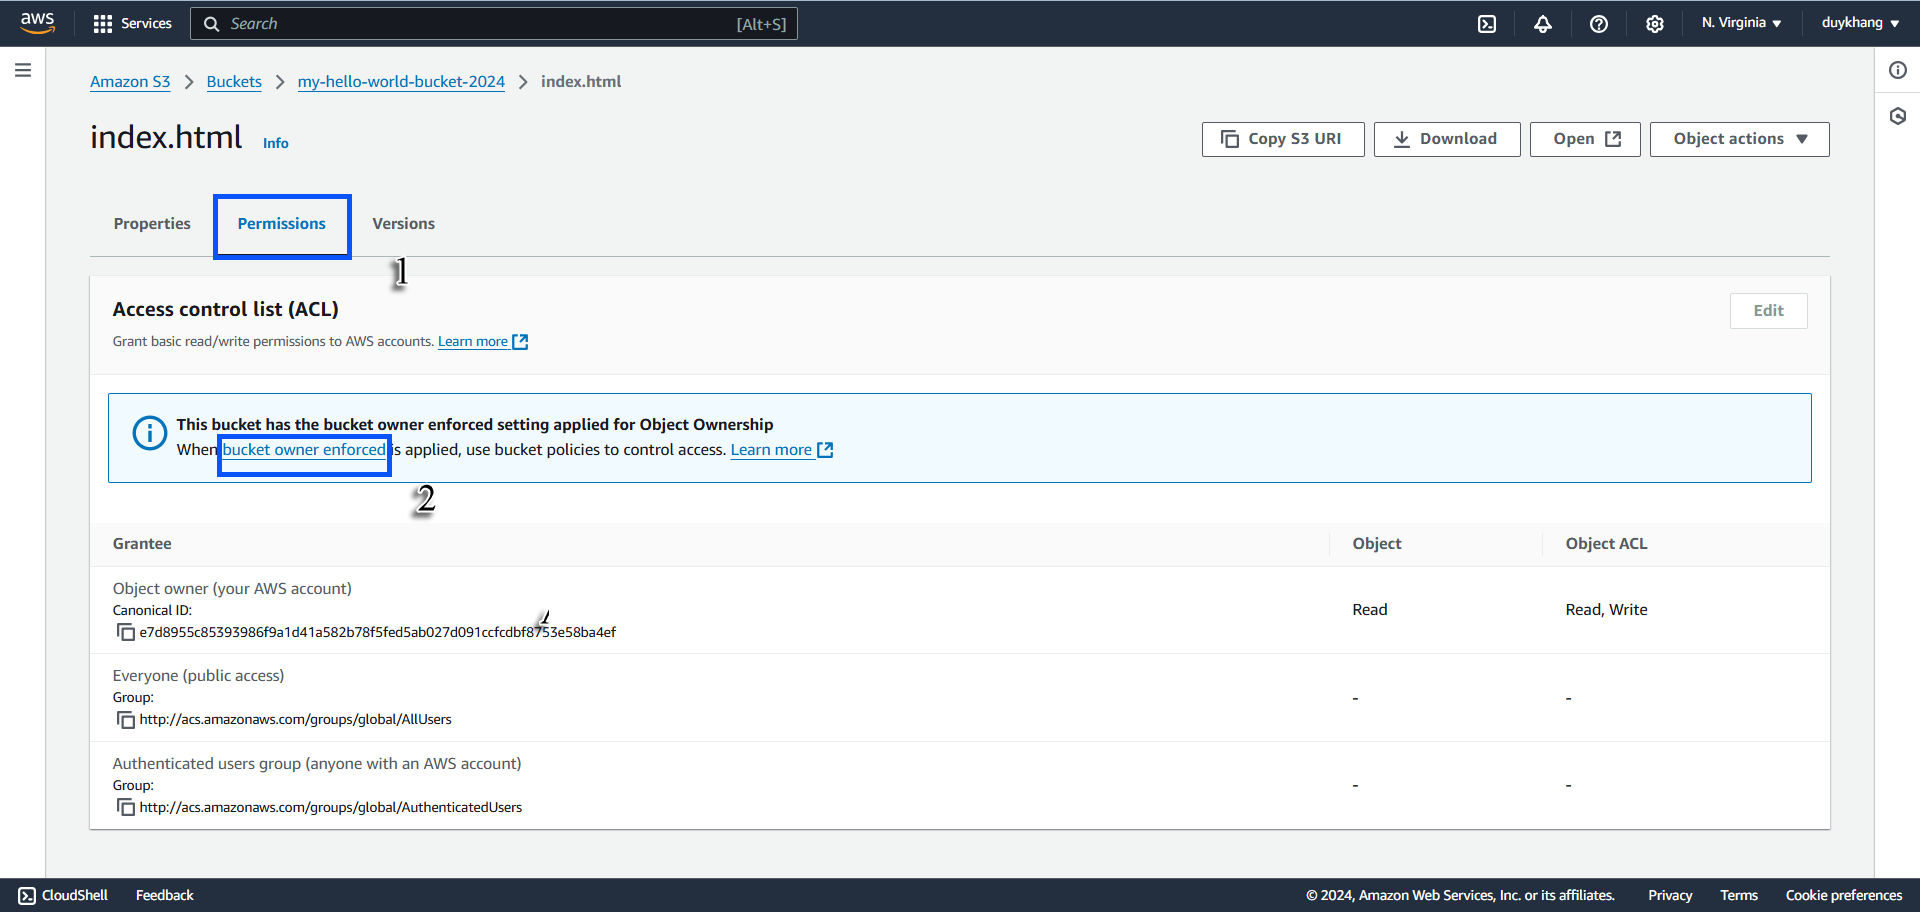 aws Services Search [Alt+S] N. Virginia duykhang
Amazon S3 > Buckets > my-hello-world-bucket-2024 > index.html
index.html Info Copy S3 URI Download Open Object actions
Properties Permissions Versions
1
Access control list (ACL) Edit
Grant basic read/write permissions to AWS accounts. Learn more
This bucket has the bucket owner enforced setting applied for Object Ownership
When bucket owner enforced is applied, use bucket policies to control access. Learn more
2
Grantee Object Object ACL
Object owner (your AWS account)
Canonical ID:
Read Read, Write
e7d8955c85393986f9a1d41a582b78f5fed5ab027d091ccfcdbf8753e58ba4ef
Everyone (public access)
Group:
- -
http://acs.amazonaws.com/groups/global/AllUsers
Authenticated users group (anyone with an AWS account)
Group:
- -
http://acs.amazonaws.com/groups/global/AuthenticatedUsers
CloudShell Feedback © 2024, Amazon Web Services, Inc. or its affiliates. Privacy Terms Cookie preferences